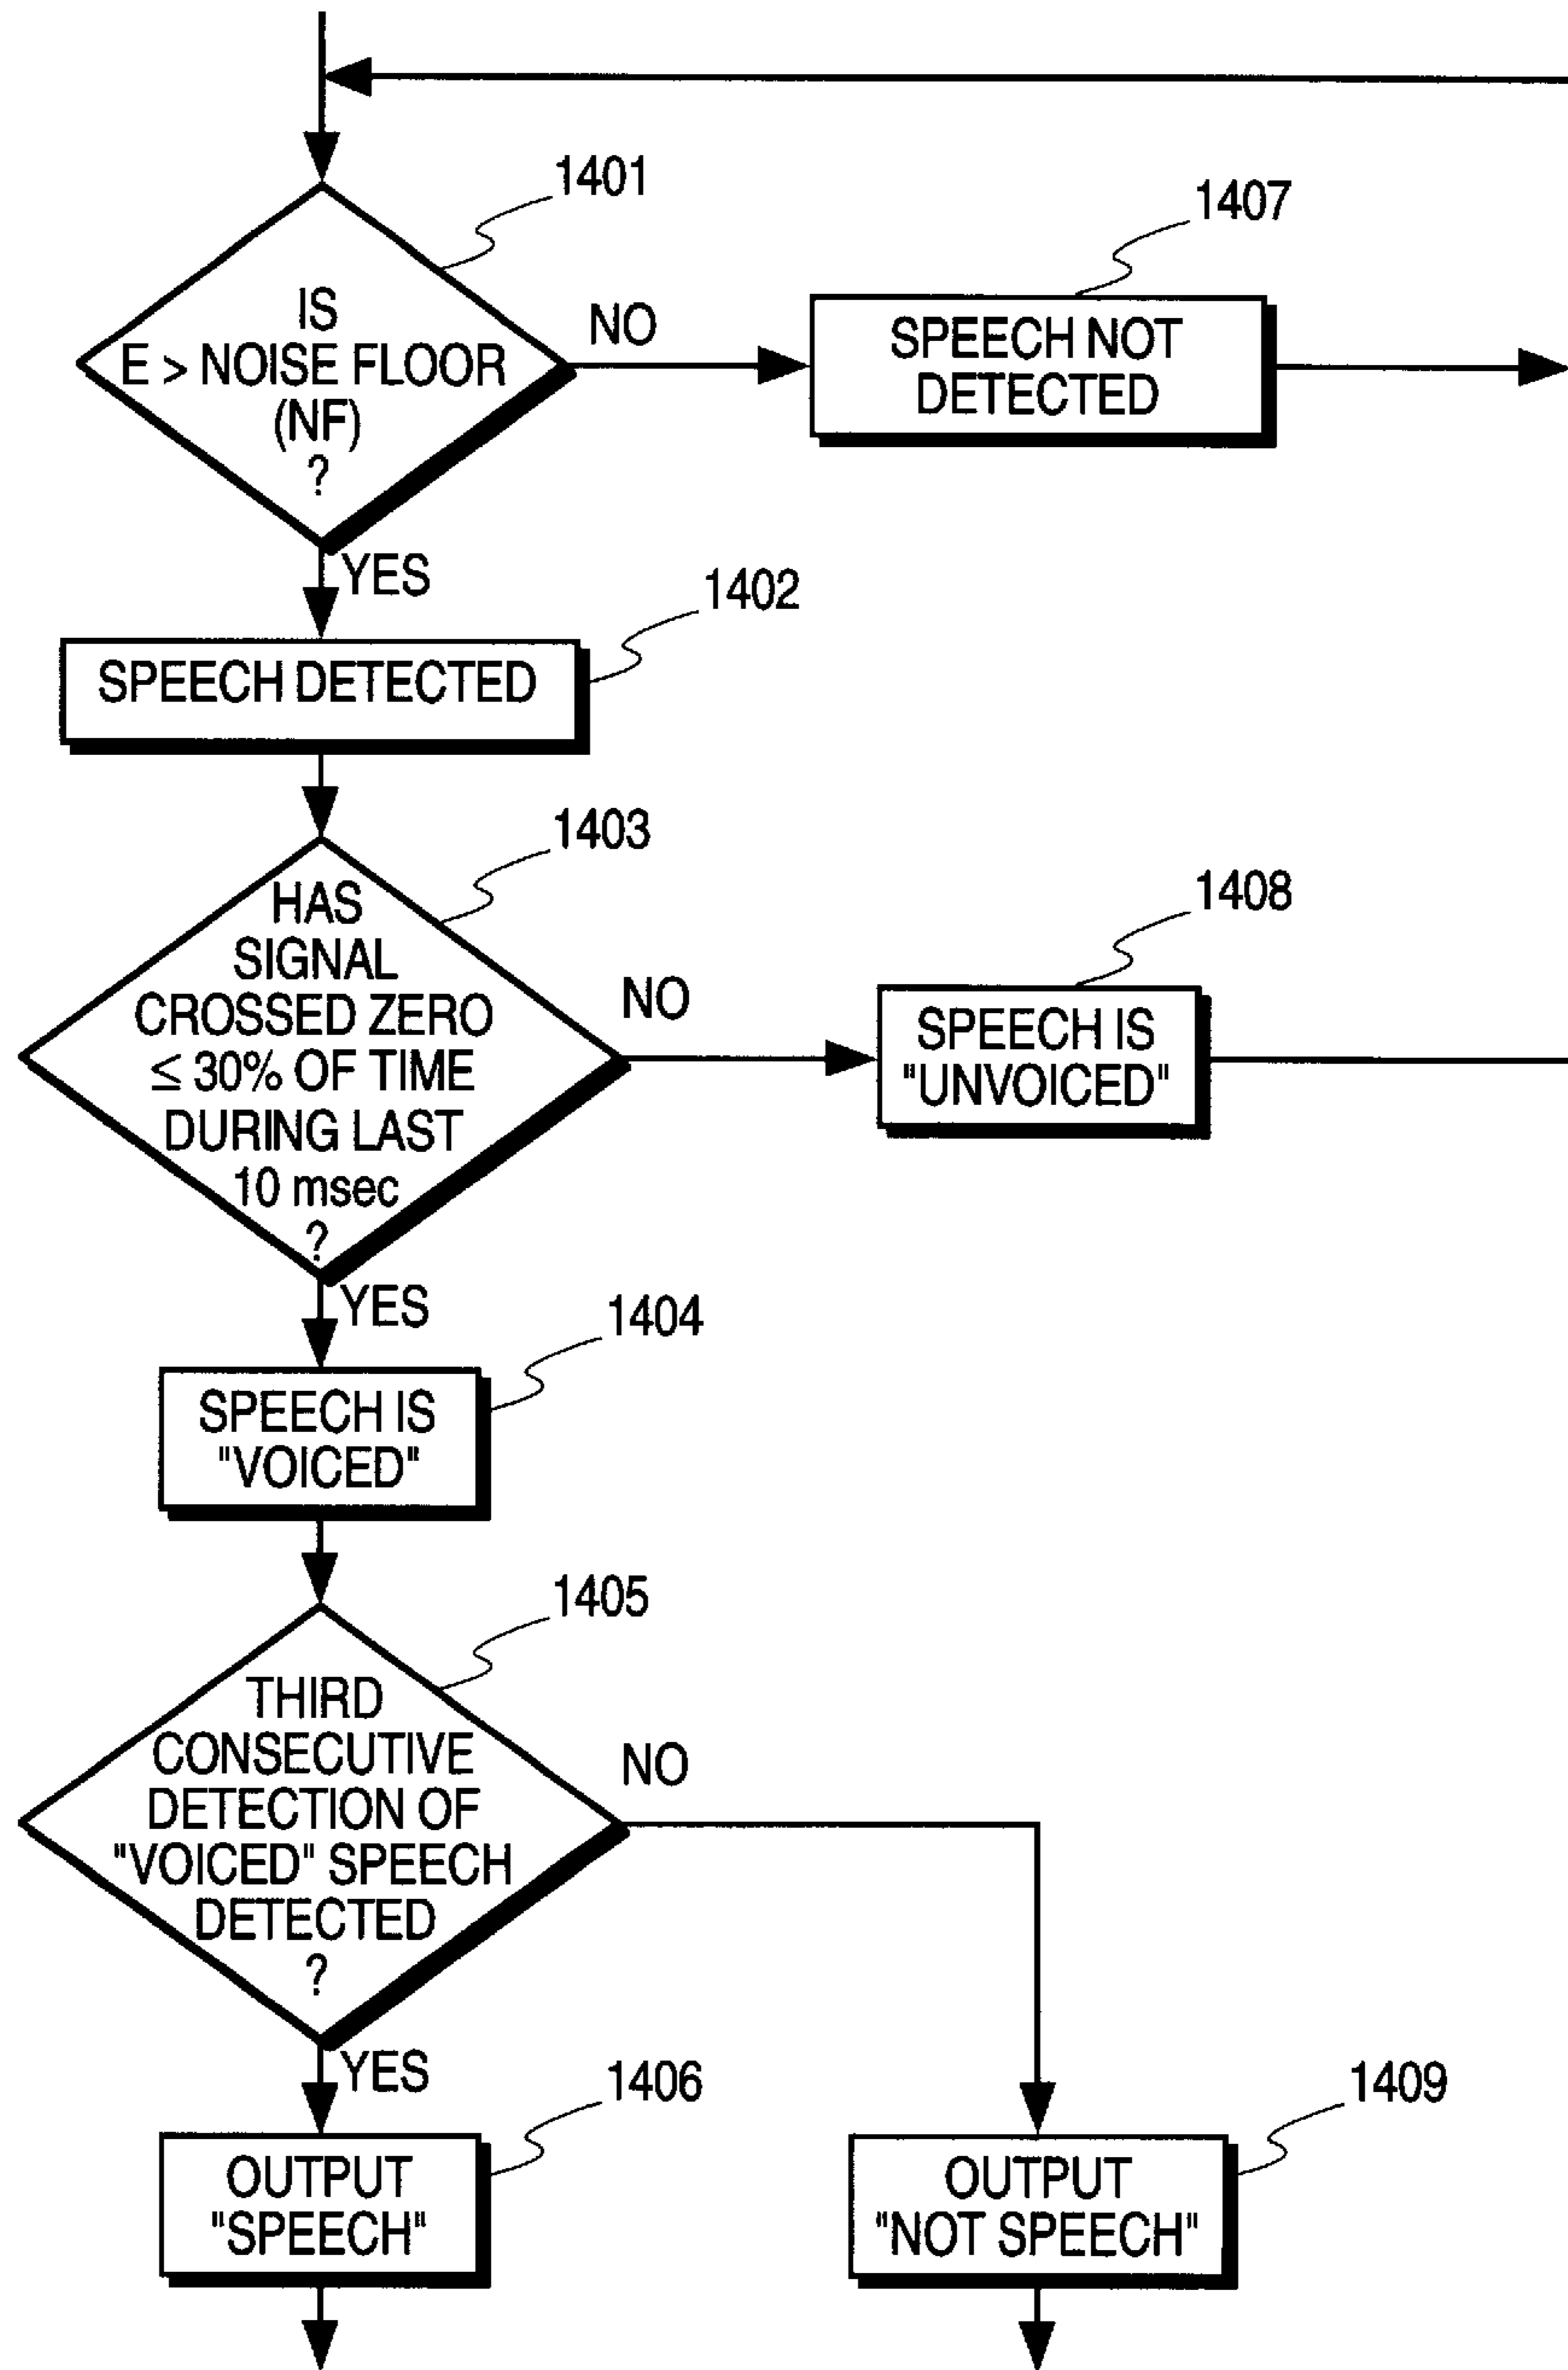 1401
IS
E > NOISE FLOOR
(NF)
?
NO
1407
SPEECH NOT
DETECTED
YES
1402
SPEECH DETECTED
1403
HAS
SIGNAL
CROSSED ZERO
≤ 30% OF TIME
DURING LAST
10 msec
?
NO
1408
SPEECH IS
"UNVOICED"
YES
1404
SPEECH IS
"VOICED"
1405
THIRD
CONSECUTIVE
DETECTION OF
"VOICED" SPEECH
DETECTED
?
NO
YES
1406
OUTPUT
"SPEECH"
1409
OUTPUT
"NOT SPEECH"